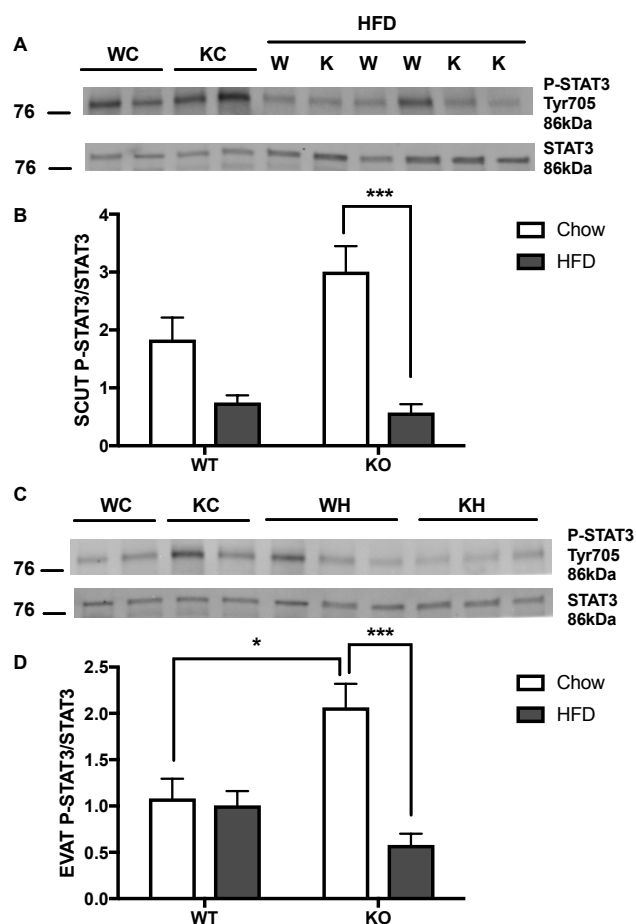 HFD
A
WC KC W K W W K K
P-STAT3
76 Tyr705
86kDa
STAT3
76 86kDa
B
SCUT P-STAT3/STAT3
4
3
2
1
0
***
Chow
HFD
WT KO
C
WC KC WH KH
P-STAT3
76 Tyr705
86kDa
STAT3
76 86kDa
D
EVAT P-STAT3/STAT3
2.5
2.0
1.5
1.0
0.5
0.0
* ***
Chow
HFD
WT KO